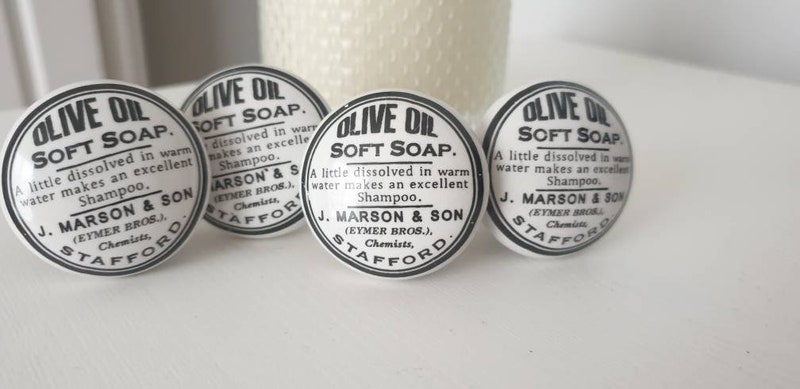 OLIVE OIL
SOFT SOAP.
A little dissolved in warm
water makes an excellent
Shampoo.
J. MARSON & SON
(EYMER BROS.),
Chemists,
STAFFORD.
OLIVE OIL
SOFT SOAP.
dissolved in warm
makes an excelle
Shampoo.
MARSON & S
(EYMER BROS.),
Chemists,
STAFFORD.
OLIVE OIL
SOFT SOAP.
A little dissolved in warm
water makes an excellent
Shampoo.
J. MARSON & SON
(EYMER BROS.),
Chemists,
STAFFORD.
OLIVE OIL
SOFT SOAP.
A little dissolved in warm
water makes an excellent
Shampoo.
J. MARSON & SON
(EYMER BROS.),
Chemists,
STAFFORD.